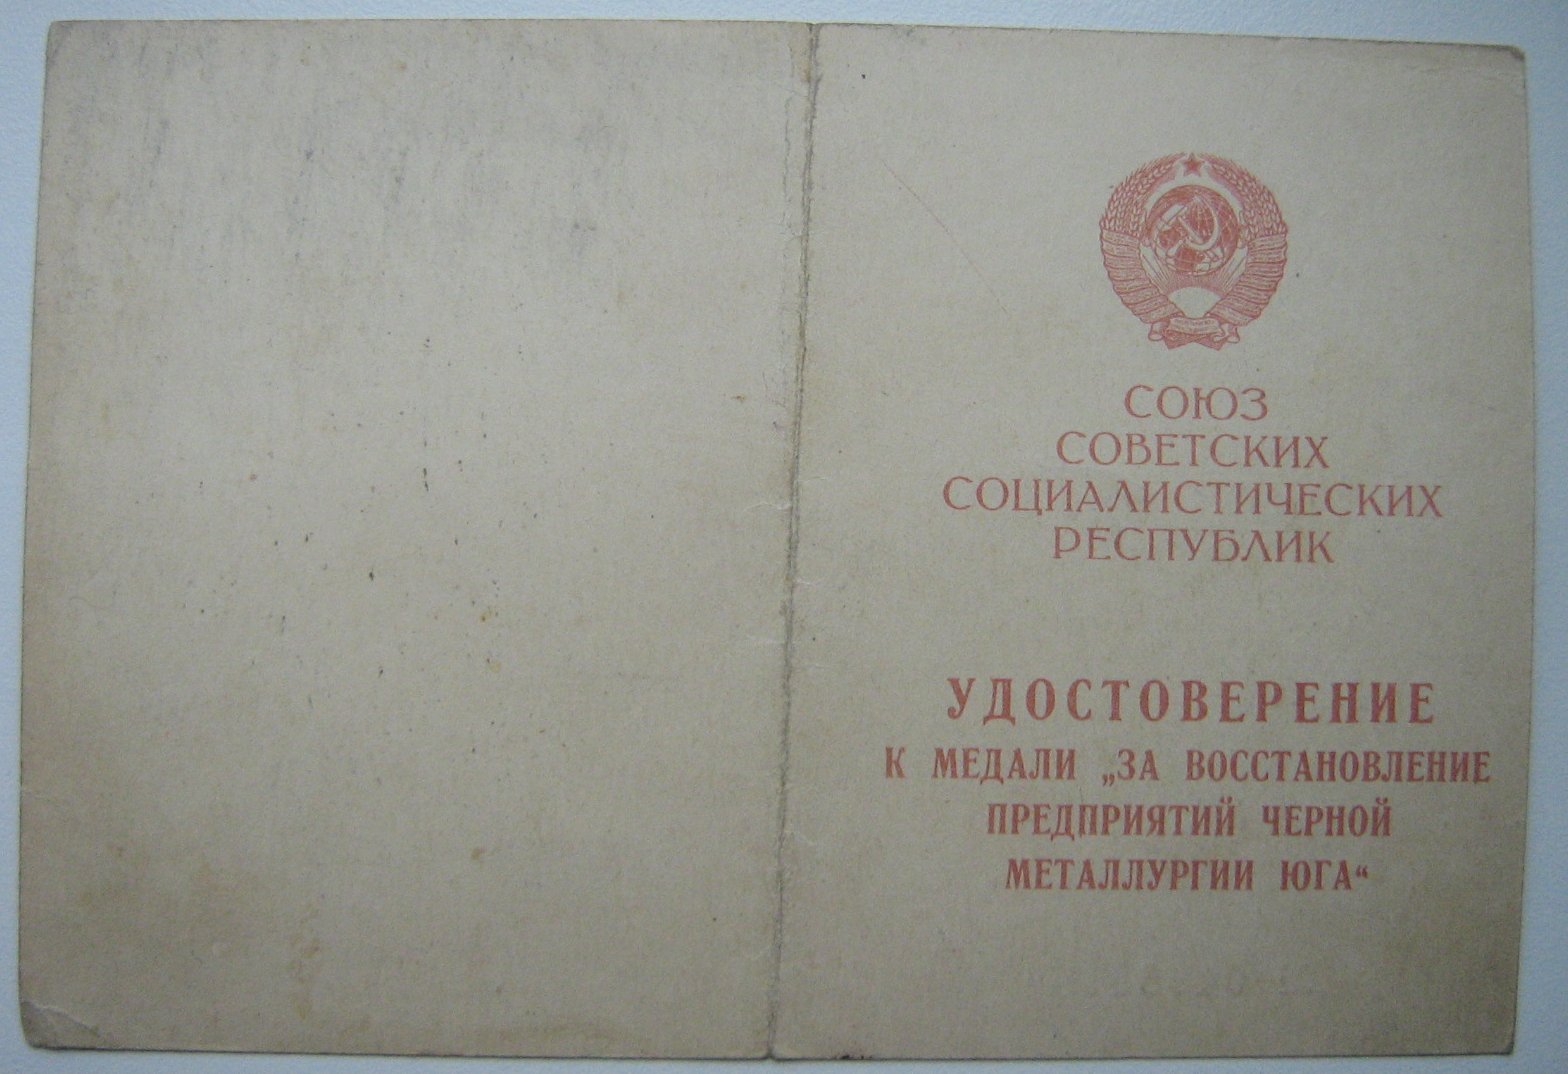 СОЮЗ
СОВЕТСКИХ
СОЦИАЛИСТИЧЕСКИХ
РЕСПУБЛИК
УДОСТОВЕРЕНИЕ
К МЕДАЛИ „ЗА ВОССТАНОВЛЕНИЕ
ПРЕДПРИЯТИЙ ЧЕРНОЙ
МЕТАЛЛУРГИИ ЮГА“